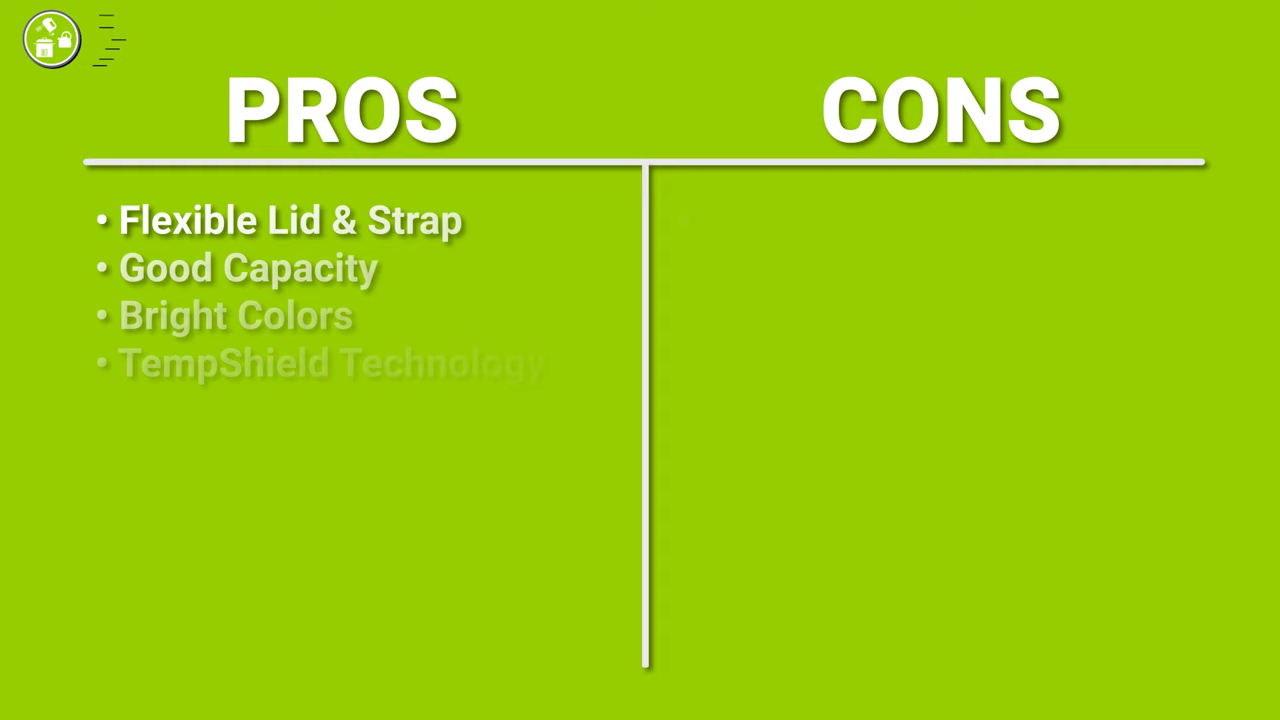 PROS
CONS
• Flexible Lid & Strap
• Good Capacity
• Bright Colors
• TempShield Technology